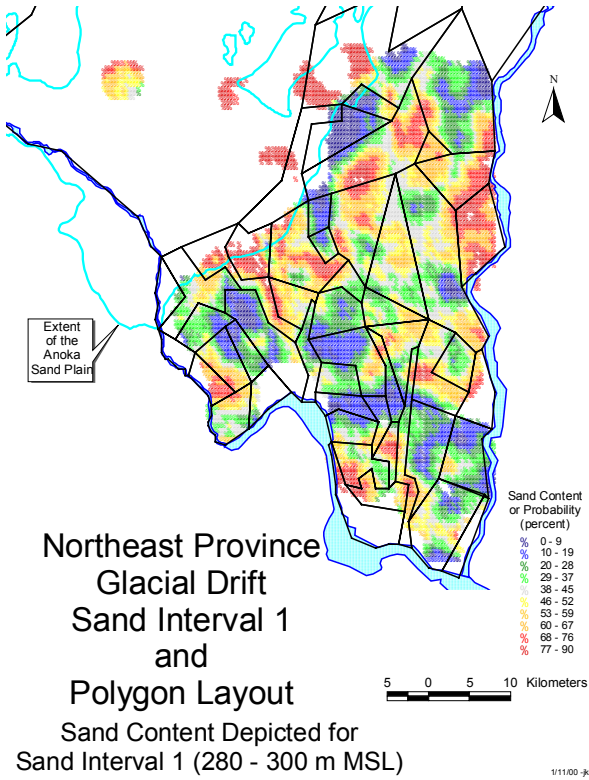 N
Extent
of the
Anoka
Sand Plain
Sand Content
or Probability
(percent)
% 0 - 9
% 10 - 19
% 20 - 28
% 29 - 37
% 38 - 45
% 46 - 52
% 53 - 59
% 60 - 67
% 68 - 76
% 77 - 90
Northeast Province
Glacial Drift
Sand Interval 1
and
Polygon Layout
Sand Content Depicted for
Sand Interval 1 (280 - 300 m MSL)
5 0 5 10 Kilometers
1/11/00 -jk